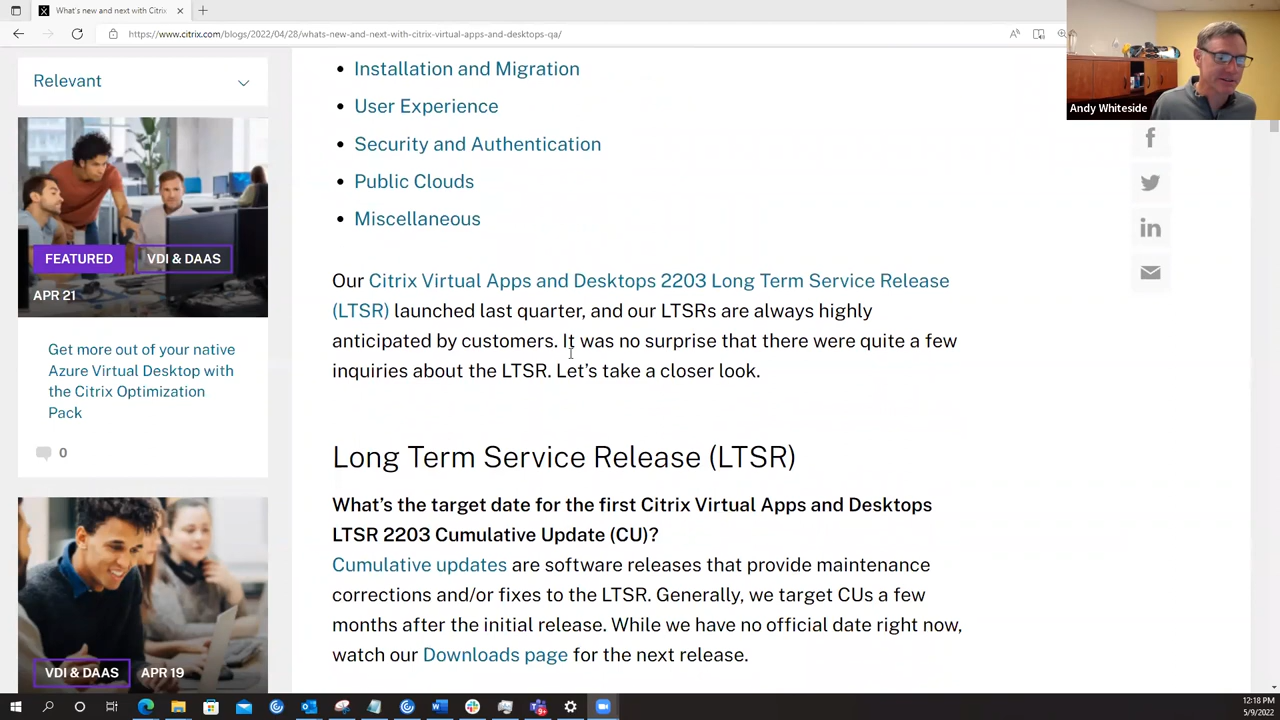 What's new and next with Citrix
https://www.citrix.com/blogs/2022/04/28/whats-new-and-next-with-citrix-virtual-apps-and-desktops-qa/
Andy Whiteside
Relevant
FEATURED
VDI & DAAS
APR 21
Get more out of your native
Azure Virtual Desktop with
the Citrix Optimization
Pack
0
VDI & DAAS
APR 19
• Installation and Migration
• User Experience
• Security and Authentication
• Public Clouds
• Miscellaneous
Our Citrix Virtual Apps and Desktops 2203 Long Term Service Release
(LTSR) launched last quarter, and our LTSRs are always highly
anticipated by customers. It was no surprise that there were quite a few
inquiries about the LTSR. Let's take a closer look.
Long Term Service Release (LTSR)
What's the target date for the first Citrix Virtual Apps and Desktops
LTSR 2203 Cumulative Update (CU)?
Cumulative updates are software releases that provide maintenance
corrections and/or fixes to the LTSR. Generally, we target CUs a few
months after the initial release. While we have no official date right now,
watch our Downloads page for the next release.
12:18 PM
5/9/2022